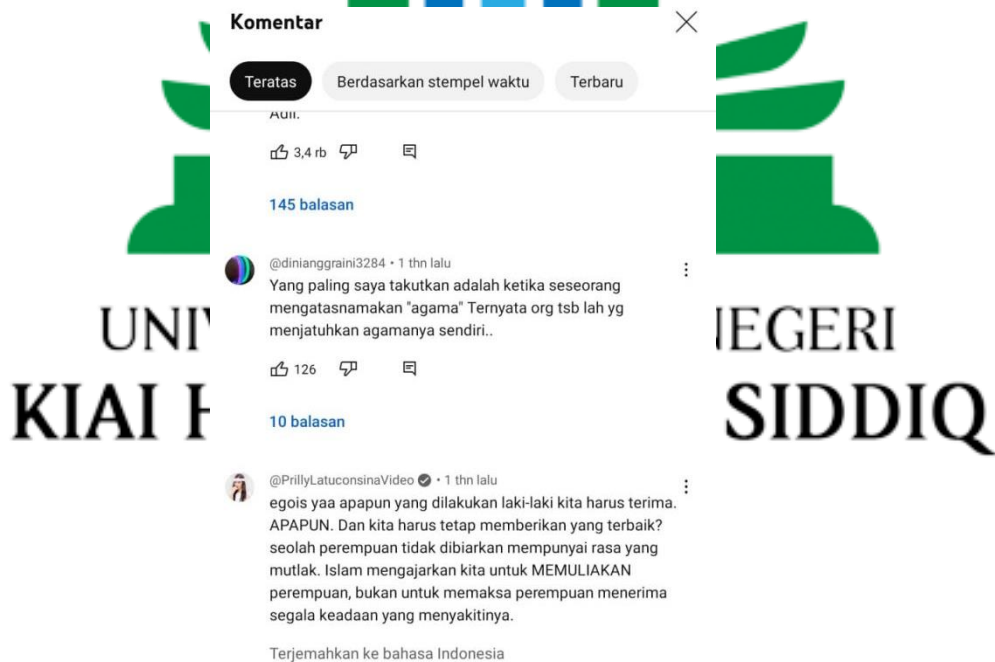 Komentar
Teratas Berdasarkan stempel waktu Terbaru
3,4 rb
145 balasan
@dinianggraini3284 • 1 thn lalu
Yang paling saya takutkan adalah ketika seseorang
mengatasnamakan "agama" Ternyata org tsb lah yg
menjatuhkan agamanya sendiri..
126
10 balasan
@PrillyLatuconsinaVideo • 1 thn lalu
egois yaa apapun yang dilakukan laki-laki kita harus terima.
APAPUN. Dan kita harus tetap memberikan yang terbaik?
seolah perempuan tidak dibiarkan mempunyai rasa yang
mutlak. Islam mengajarkan kita untuk MEMULIAKAN
perempuan, bukan untuk memaksa perempuan menerima
segala keadaan yang menyakitinya.
Terjemahkan ke bahasa Indonesia
KIAI SIDDIQ